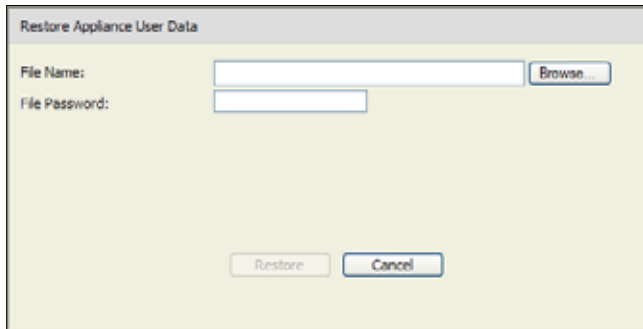 Restore Appliance User Data
File Name:
Browse...
File Password:
Restore
Cancel